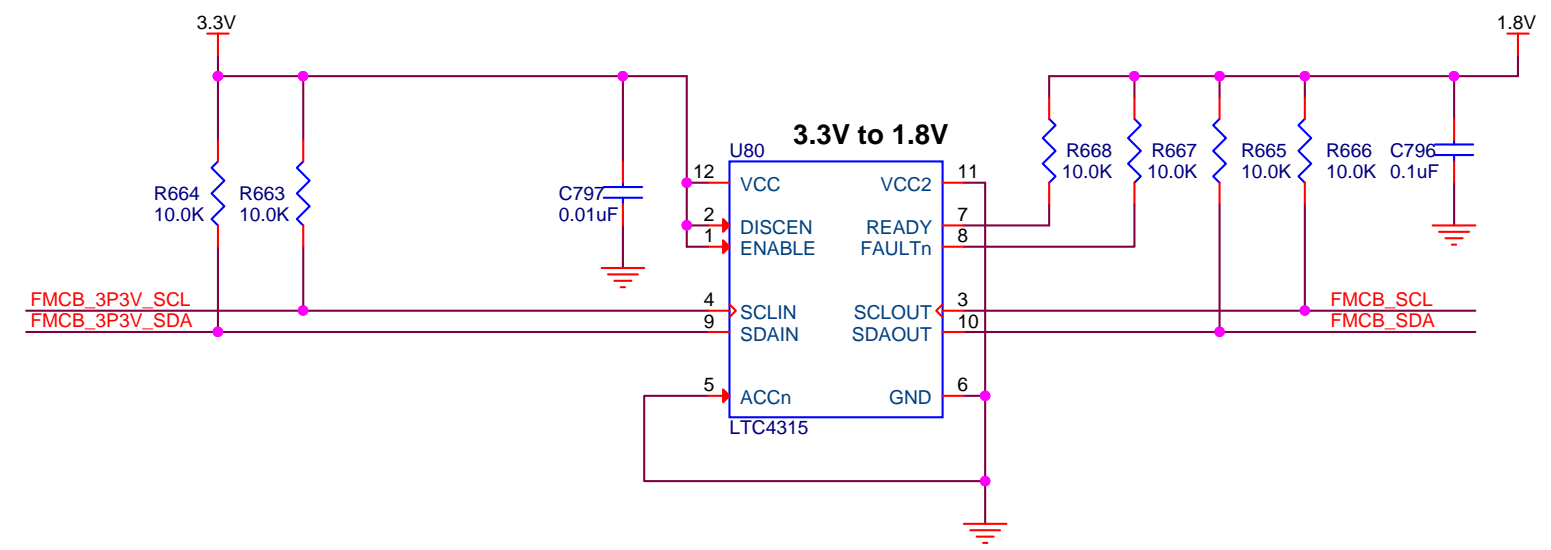 3.3V
1.8V
3.3V to 1.8V
U80
R664
10.0K
R663
10.0K
C797
0.01uF
R668
10.0K
R667
10.0K
R665
10.0K
R666
10.0K
C796
0.1uF
12
VCC
VCC2
11
2
DISCEN
READY
7
1
ENABLE
FAULTn
8
FMCB_3P3V_SCL
4
SCLIN
SCLOUT
3
FMCB_SCL
FMCB_3P3V_SDA
9
SDAIN
SDAOUT
10
FMCB_SDA
5
ACCn
GND
6
LTC4315